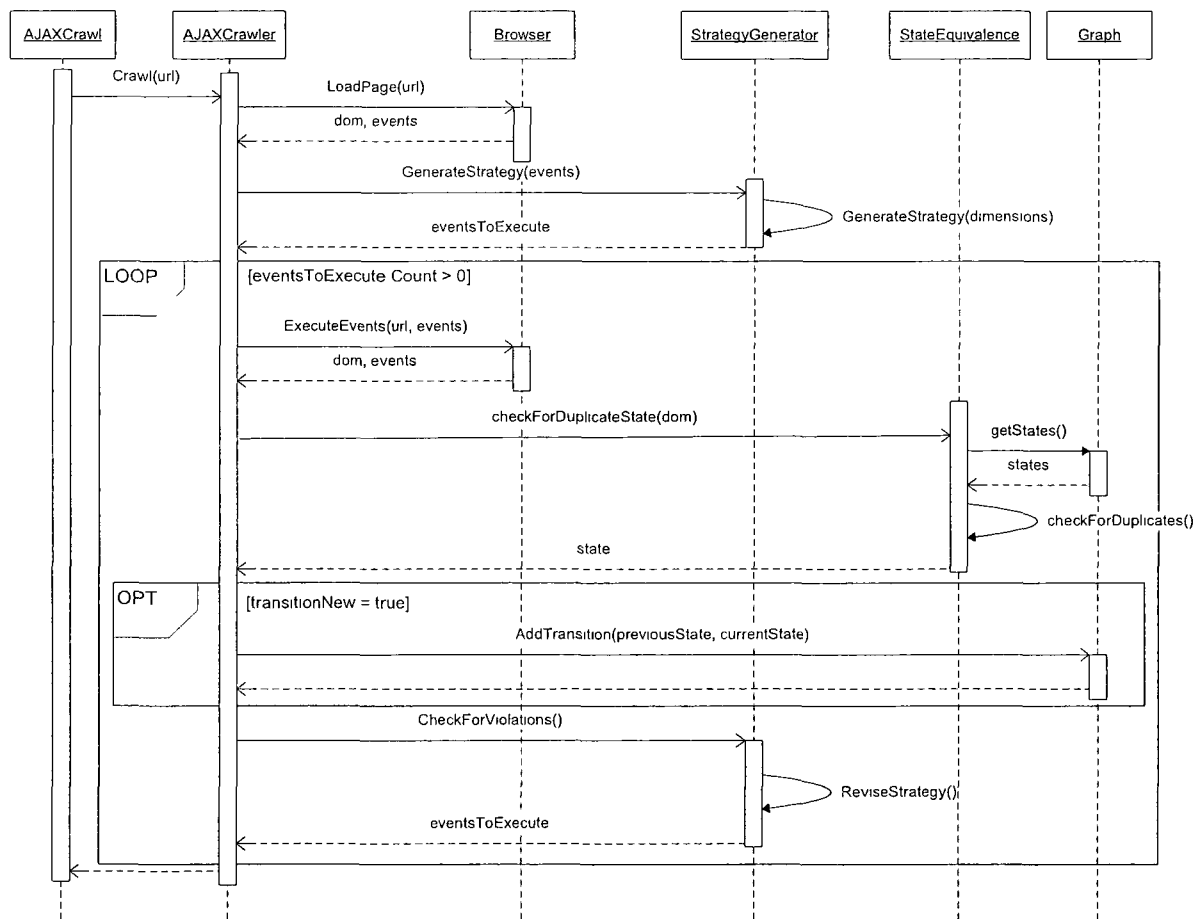 AJAXCrawl
AJAXCrawler
Browser
StrategyGenerator
StateEquivalence
Graph
Crawl(url)
LoadPage(url)
dom, events
GenerateStrategy(events)
GenerateStrategy(dimensions)
eventsToExecute
LOOP
[eventsToExecute Count > 0]
ExecuteEvents(url, events)
dom, events
checkForDuplicateState(dom)
getStates()
states
checkForDuplicates()
state
OPT
[transitionNew = true]
AddTransition(previousState, currentState)
CheckForViolations()
ReviseStrategy()
eventsToExecute